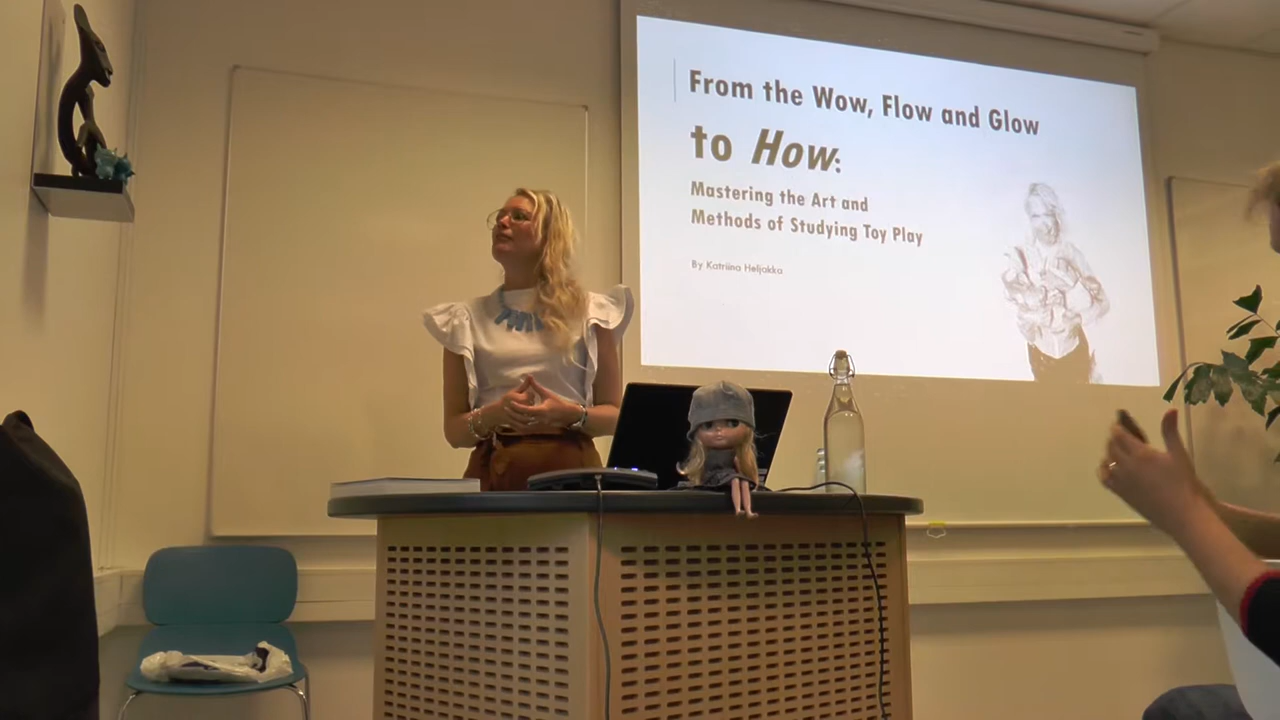 From the Wow, Flow and Glow
to How:
Mastering the Art and
Methods of Studying Toy Play
By Katriina Heljakka